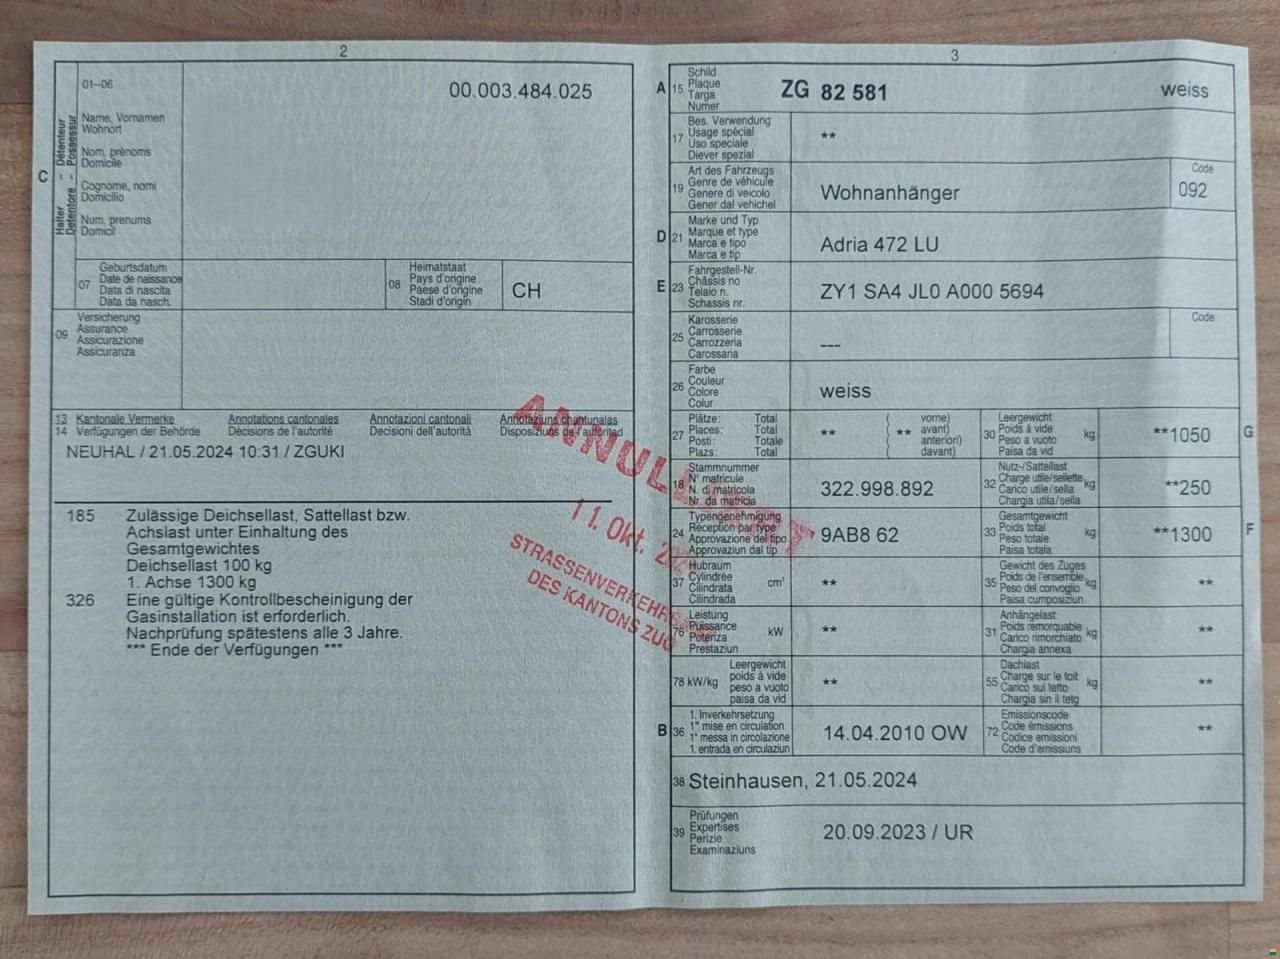 2
01–06
00.003.484.025
C
Halter – Détenteur
Detentore – Possessur
Name, Vornamen
Wohnort
Nom, prénoms
Domicile
Cognome, nomi
Domicilio
Num, prenums
Domicil
07
Geburtsdatum
Date de naissance
Data di nascita
Data da nasch.
08
Heimatstaat
Pays d'origine
Paese d'origine
Stadi d'origin
CH
09
Versicherung
Assurance
Assicurazione
Assicuranza
13 Kantonale Vermerke Annotations cantonales Annotazioni cantonali Annotaziuns chantunalas
14 Verfügungen der Behörde Décisions de l'autorité Decisioni dell'autorità Disposiziuns da l'autoritad
NEUHAL / 21.05.2024 10:31 / ZGUKI
185 Zulässige Deichsellast, Sattellast bzw.
Achslast unter Einhaltung des
Gesamtgewichtes
Deichsellast 100 kg
1. Achse 1300 kg
326 Eine gültige Kontrollbescheinigung der
Gasinstallation ist erforderlich.
Nachprüfung spätestens alle 3 Jahre.
*** Ende der Verfügungen ***
ANNULLIERT
11. Okt.
STRASSENVERKEHRS
DES KANTONS ZUG
3
A 15
Schild
Plaque
Targa
Numer
ZG 82 581 weiss
17
Bes. Verwendung
Usage spécial
Uso speciale
Diever spezial
**
19
Art des Fahrzeugs
Genre de véhicule
Genere di veicolo
Gener dal vehichel
Wohnanhänger
Code
092
D 21
Marke und Typ
Marque et type
Marca e tipo
Marca e tip
Adria 472 LU
E 23
Fahrgestell-Nr.
Châssis no
Telaio n.
Schassis nr.
ZY1 SA4 JL0 A000 5694
25
Karosserie
Carrosserie
Carrozzeria
Carossaria
---
Code
26
Farbe
Couleur
Colore
Colur
weiss
27
Plätze: Total
Places: Total
Posti: Totale
Plazs: Total
** ( ** vorne)
avant)
anteriori)
davant)
30
Leergewicht
Poids à vide
Peso a vuoto
Paisa da vid
kg
**1050 G
18
Stammnummer
N° matricule
N. di matricola
Nr. da matricla
322.998.892
32
Nutz-/Sattellast
Charge utile/sellette
Carico utile/sella
Chargia utila/sella
kg
**250
24
Typengenehmigung
Réception par type
Approvazione del tipo
Approvaziun dal tip
9AB8 62
33
Gesamtgewicht
Poids total
Peso totale
Paisa totala
kg
**1300 F
37
Hubraum
Cylindrée
Cilindrata
Cilindrada
cm³
**
35
Gewicht des Zuges
Poids de l'ensemble
Peso del convoglio
Paisa cumposiziun
kg
**
76
Leistung
Puissance
Potenza
Prestaziun
kW
**
31
Anhängelast
Poids remorquable
Carico rimorchiato
Chargia annexa
kg
**
78 kW/kg
Leergewicht
poids à vide
peso a vuoto
paisa da vid
**
55
Dachlast
Charge sur le toit
Carico sul tetto
Chargia sin il tetg
kg
**
B 36
1. Inverkehrsetzung
1re mise en circulation
1a messa in circolazione
1. entrada en circulaziun
14.04.2010 OW
72
Emissionscode
Code émissions
Codice emissioni
Code d'emissiuns
**
38 Steinhausen, 21.05.2024
39
Prüfungen
Expertises
Perizie
Examinaziuns
20.09.2023 / UR